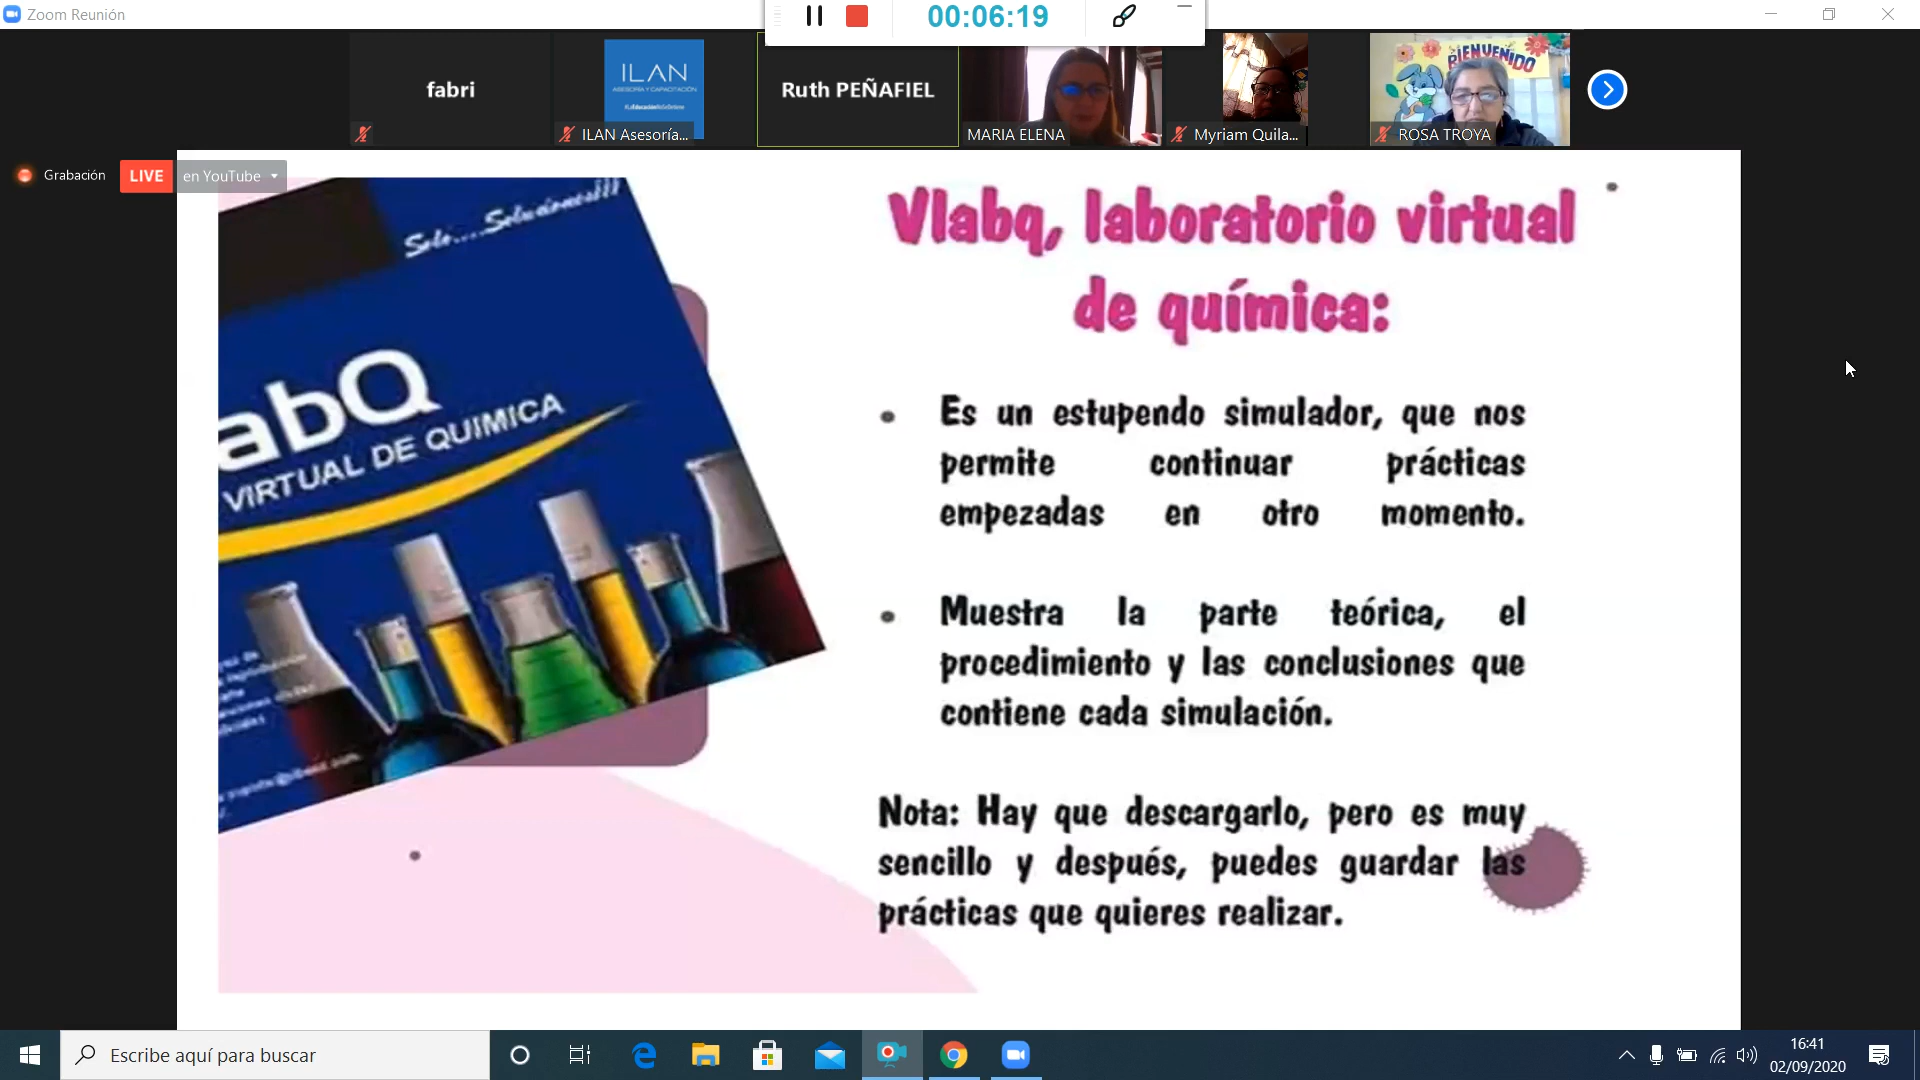 Zoom Reunión
00:06:19
fabri
ILAN
ASESORÍA Y CAPACITACIÓN
ILAN Asesoría...
Ruth PEÑAFIEL
MARIA ELENA
Myriam Quila...
BIENVENIDO
ROSA TROYA
Grabación
LIVE
en YouTube
Solo....Soluciones!!!
abQ
VIRTUAL DE QUIMICA
Vlabq, laboratorio virtual
de química:
Es un estupendo simulador, que nos
permite continuar prácticas
empezadas en otro momento.
Muestra la parte teórica, el
procedimiento y las conclusiones que
contiene cada simulación.
Nota: Hay que descargarlo, pero es muy
sencillo y después, puedes guardar las
prácticas que quieres realizar.
Escribe aquí para buscar
16:41
02/09/2020